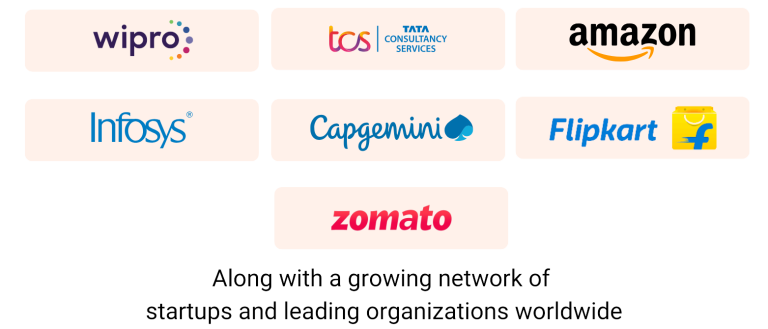 wipro
tcs TATA
CONSULTANCY
SERVICES
amazon
Infosys®
Capgemini
Flipkart
f
zomato
Along with a growing network of
startups and leading organizations worldwide